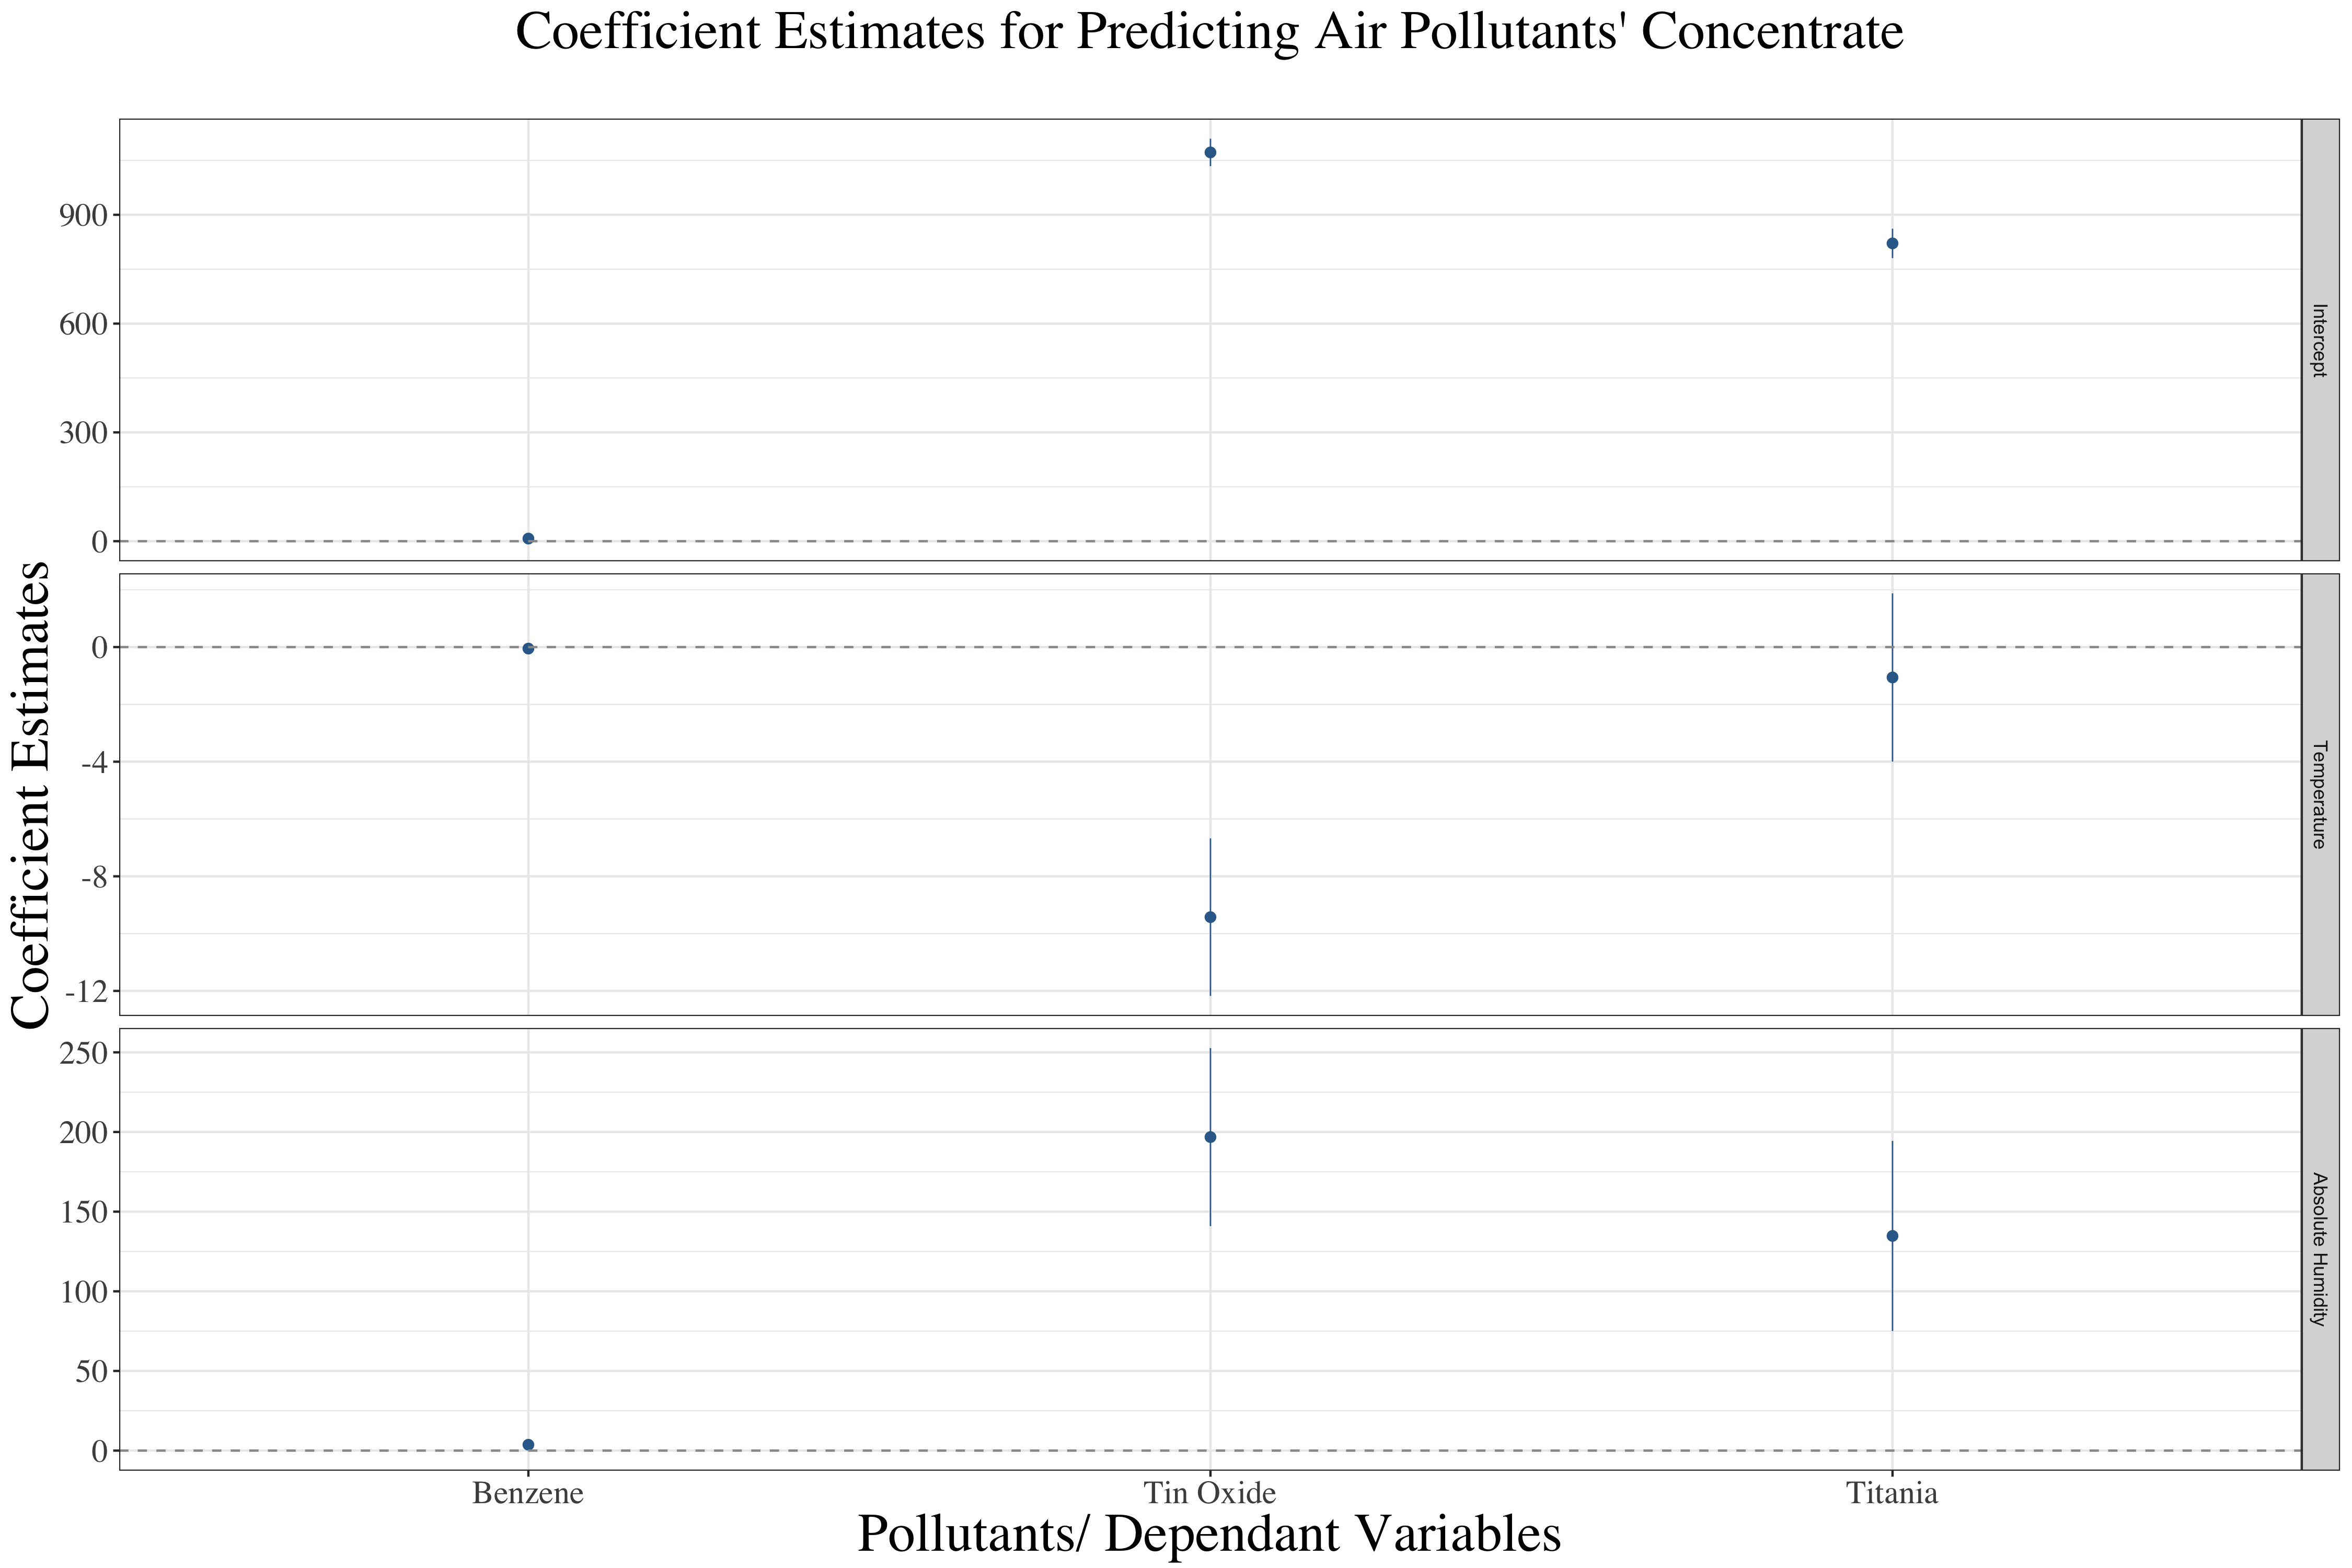 Coefficient Estimates for Predicting Air Pollutants' Concentrate
Coefficient Estimates
900
600
300
0
Intercept
0
-4
-8
-12
Temperature
250
200
150
100
50
0
Absolute Humidity
Benzene
Tin Oxide
Titania
Pollutants/ Dependant Variables